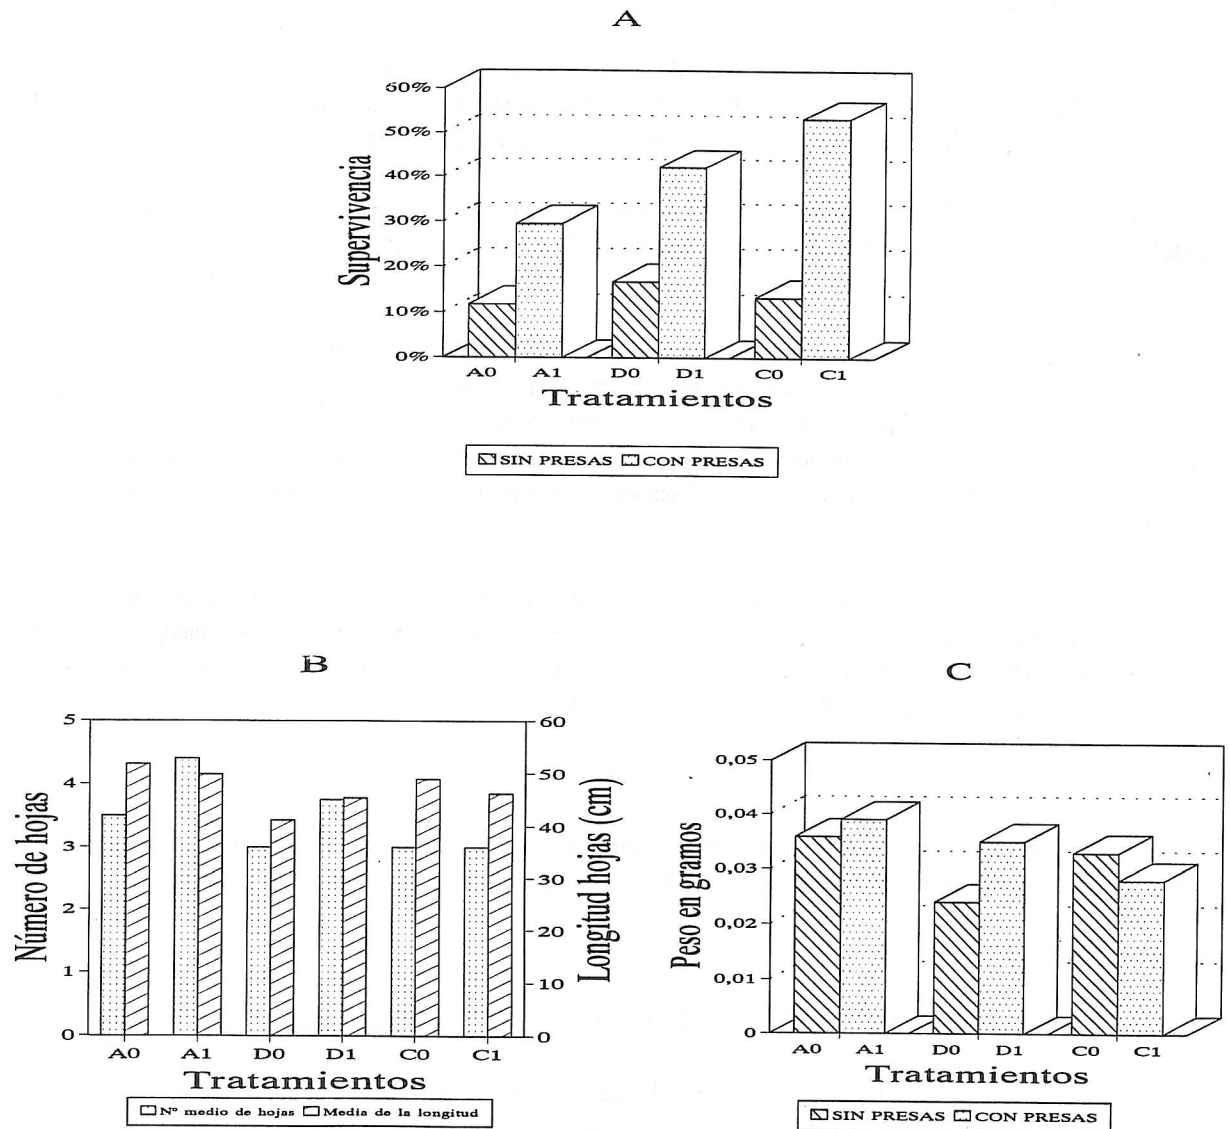 A
60%
50%
40%
30%
20%
10%
0%
Supervivencia
A0 A1 D0 D1 C0 C1
Tratamientos
SIN PRESAS CON PRESAS
B
5
4
3
2
1
0
Número de hojas
60
50
40
30
20
10
0
Longitud hojas (cm)
A0 A1 D0 D1 C0 C1
Tratamientos
Nº medio de hojas Media de la longitud
C
0,05
0,04
0,03
0,02
0,01
0
Peso en gramos
A0 A1 D0 D1 C0 C1
Tratamientos
SIN PRESAS CON PRESAS